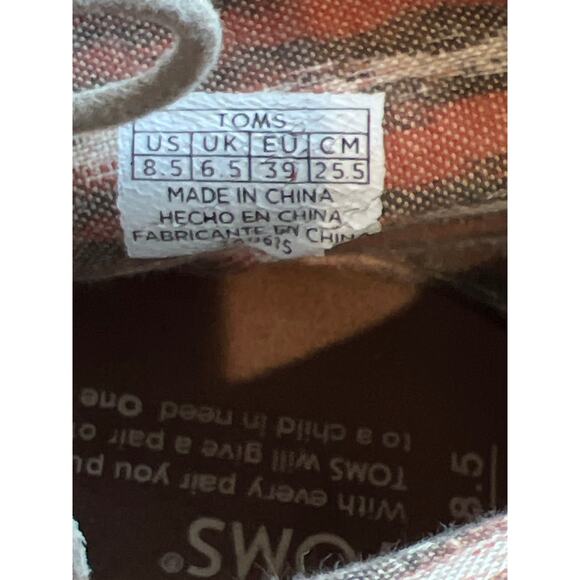 TOMS
US UK EU CM
8.5 6.5 39 25.5
MADE IN CHINA
HECHO EN CHINA
FABRICANTE EN CHINA
TOMS®
With every pair you pu
TOMS will give a pair o
to a child in need One
8.5